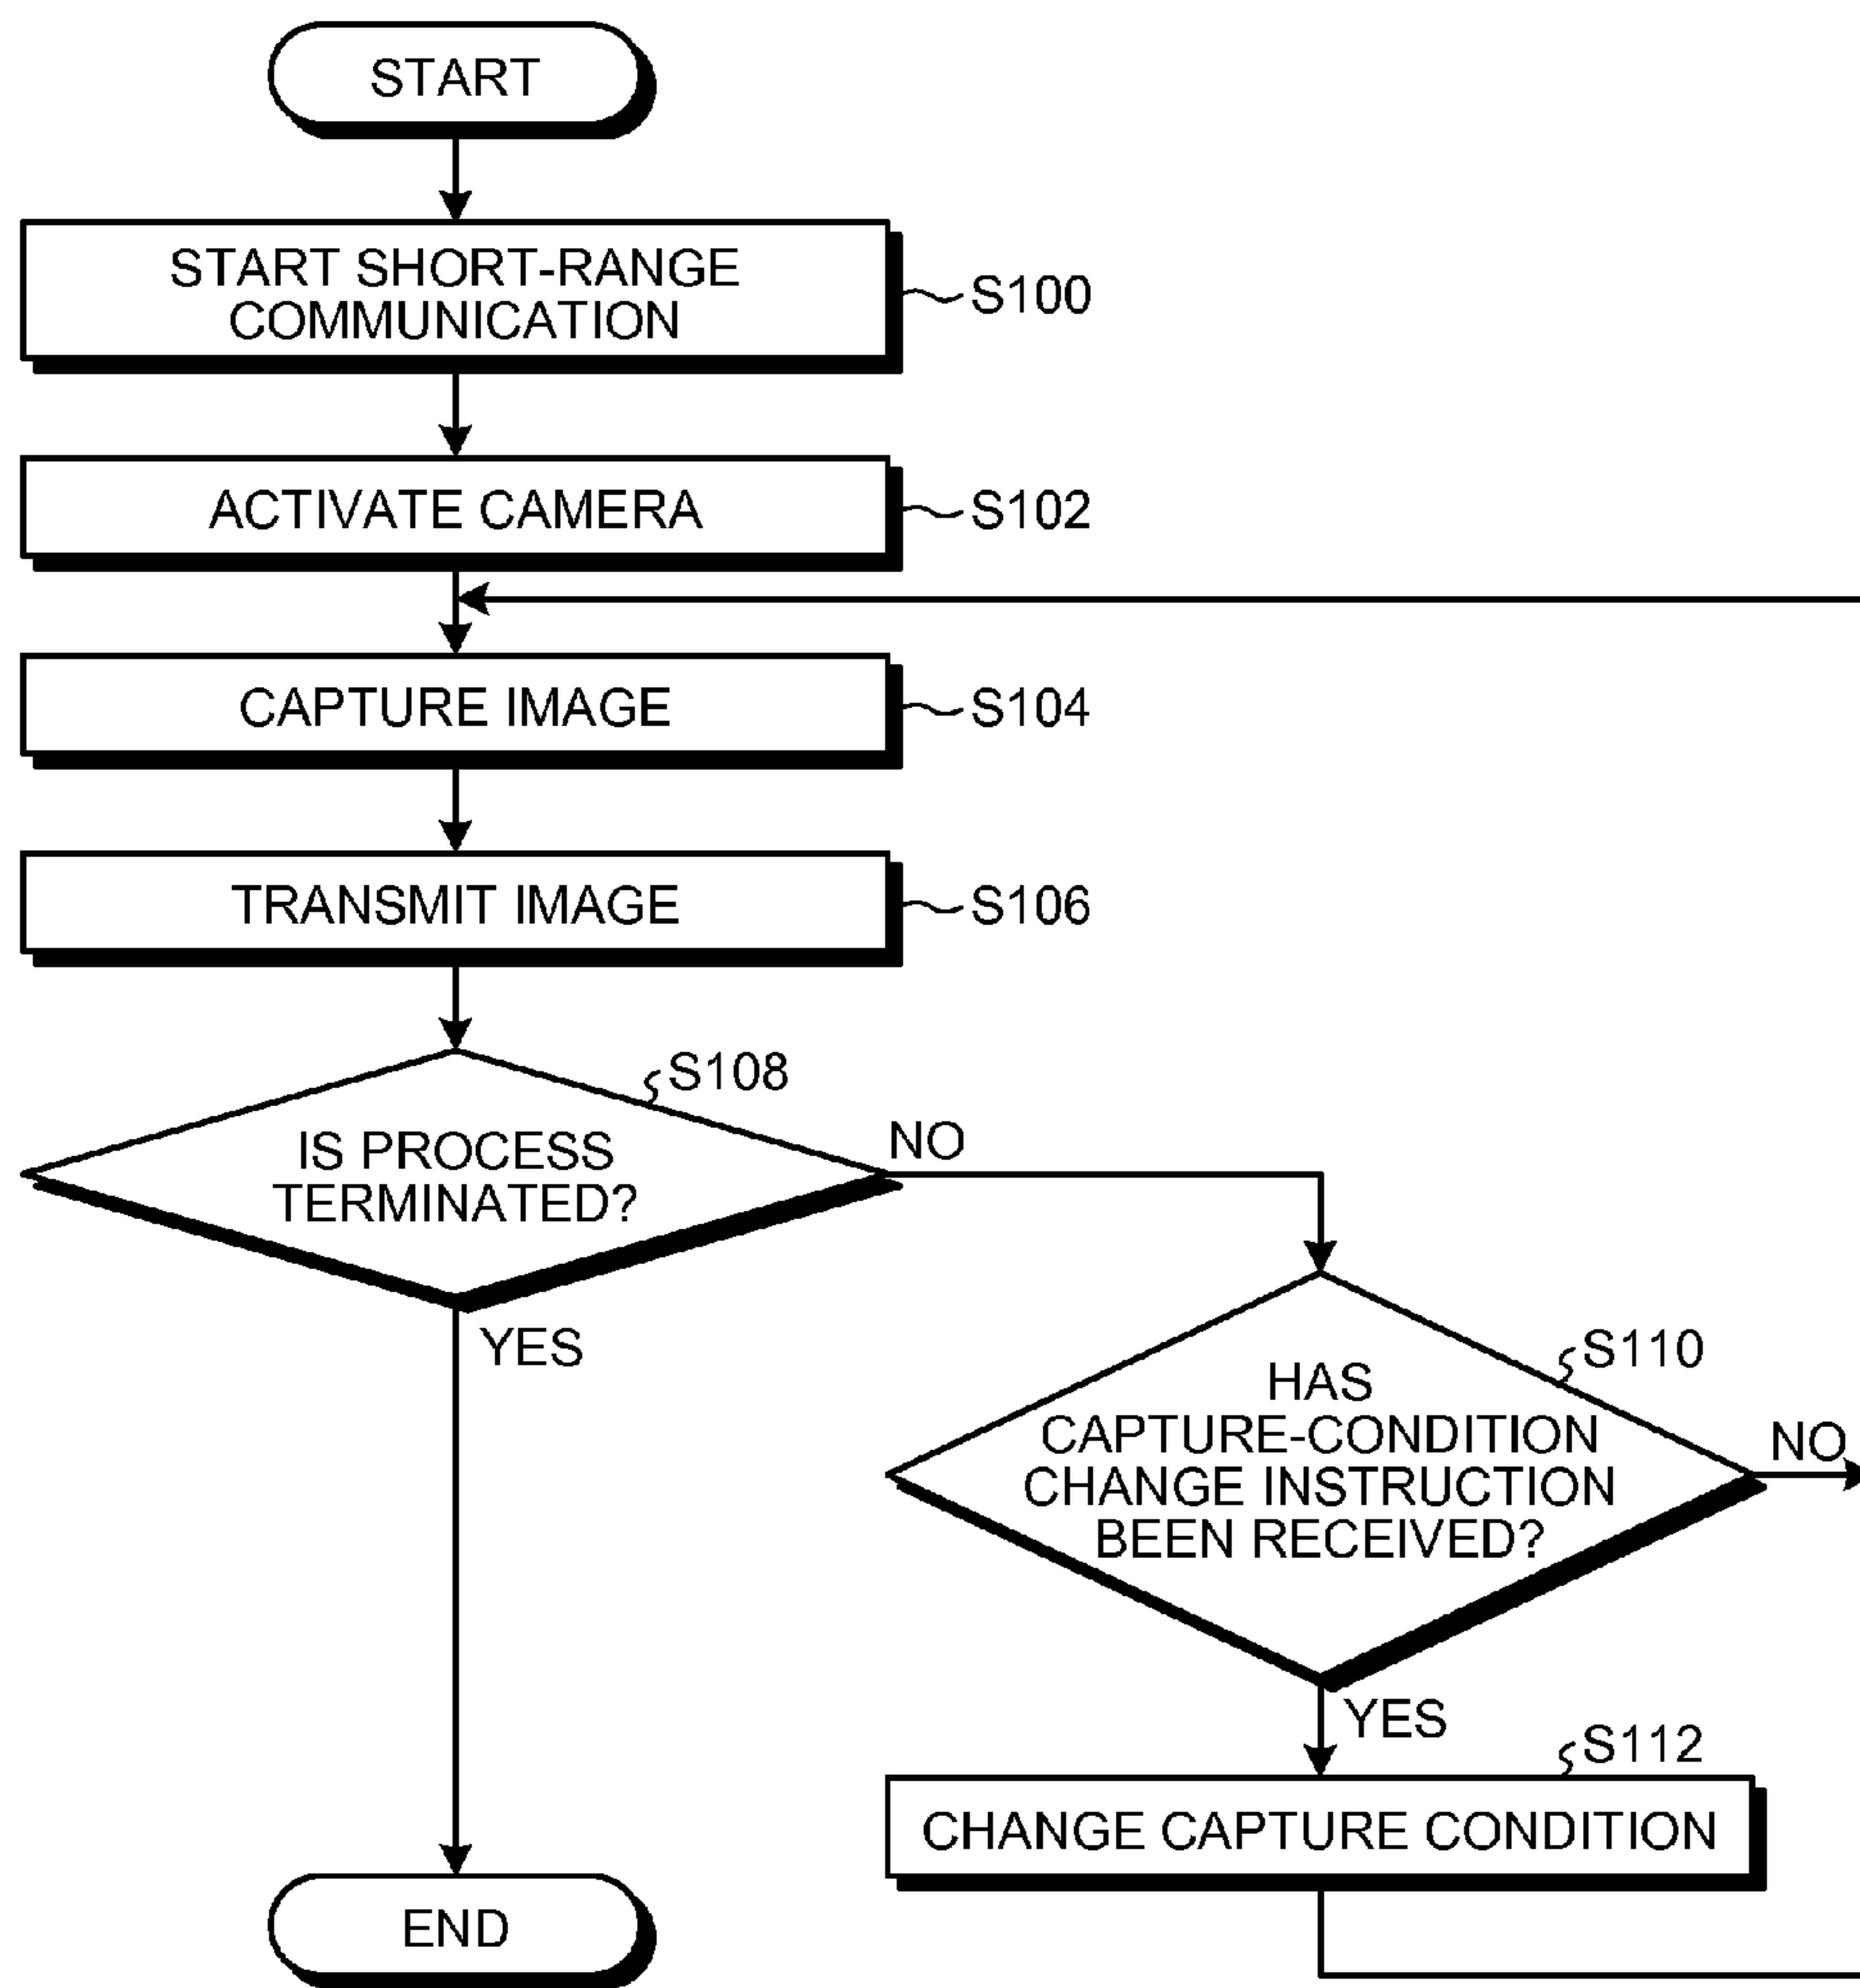 START
START SHORT-RANGE
COMMUNICATION
S100
ACTIVATE CAMERA
S102
CAPTURE IMAGE
S104
TRANSMIT IMAGE
S106
S108
IS PROCESS
TERMINATED?
NO
YES
S110
HAS
CAPTURE-CONDITION
CHANGE INSTRUCTION
BEEN RECEIVED?
NO
YES
S112
CHANGE CAPTURE CONDITION
END